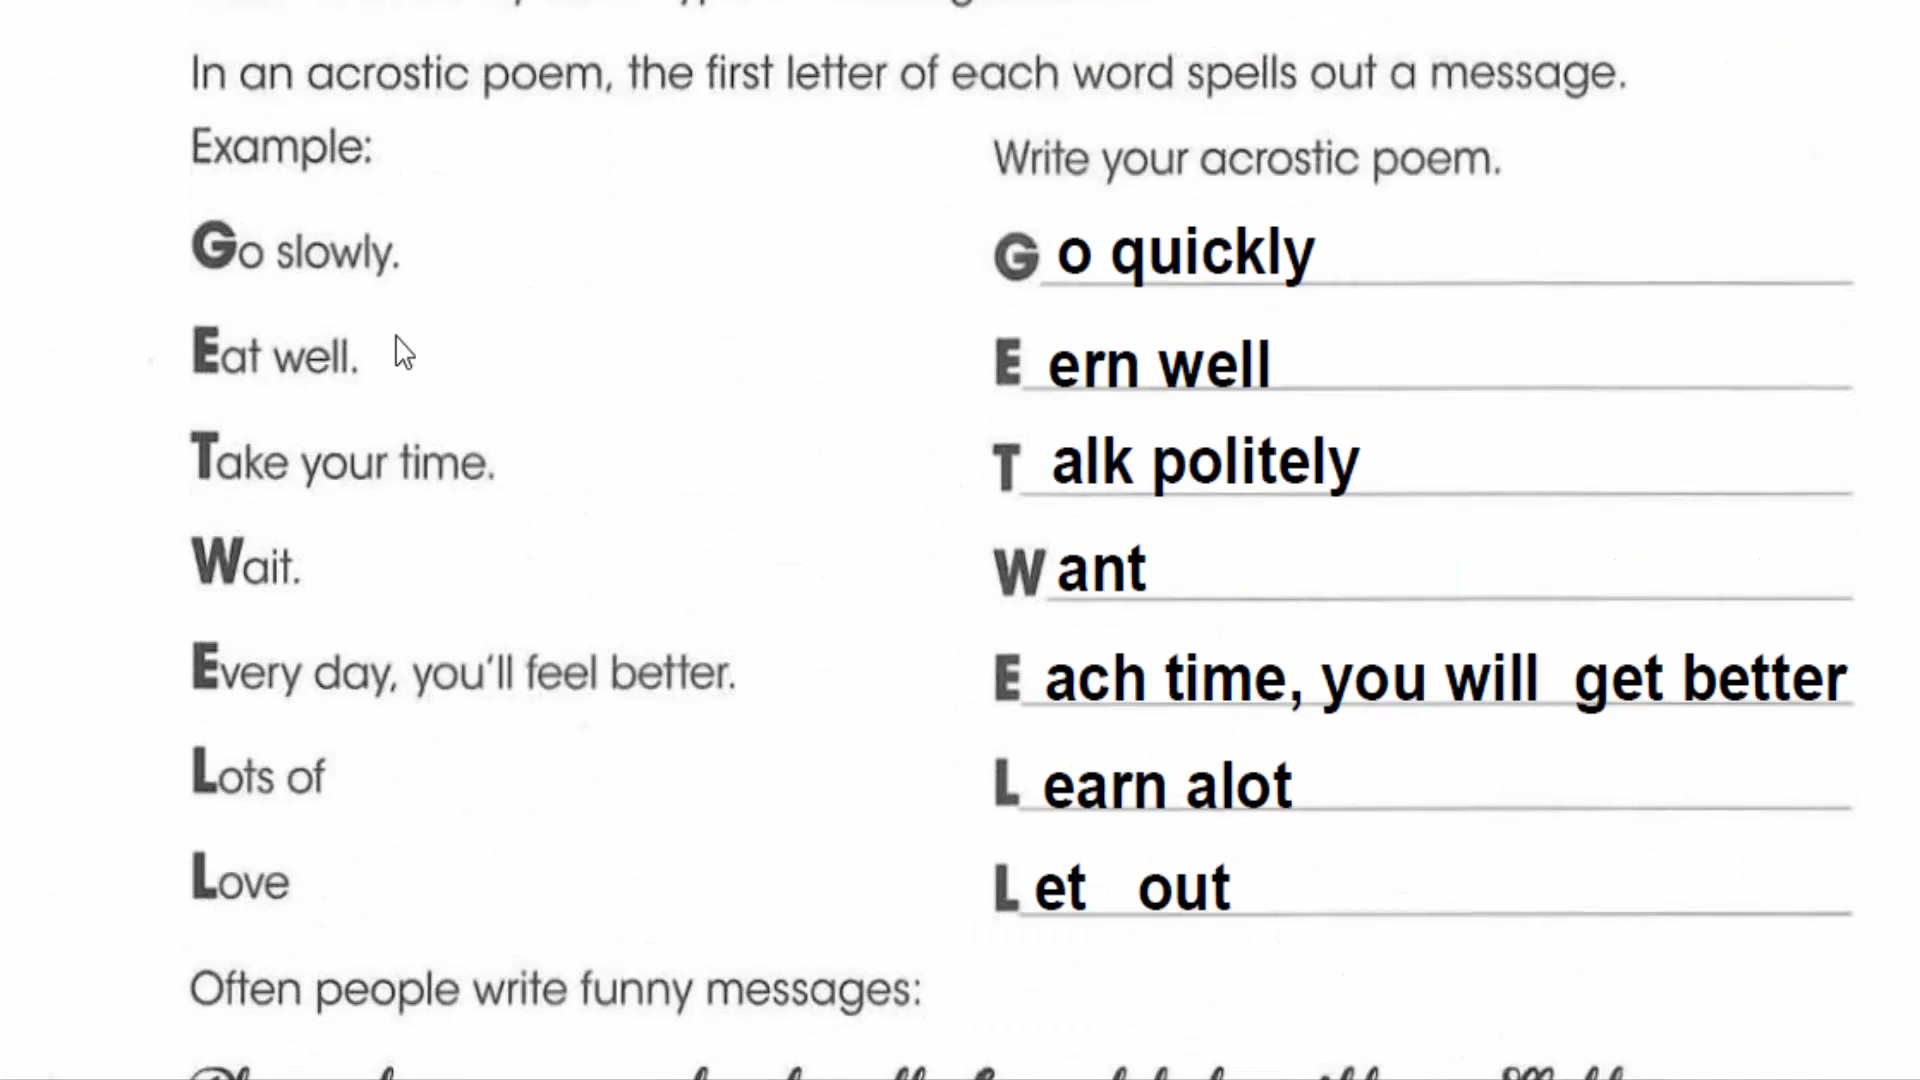 In an acrostic poem, the first letter of each word spells out a message.
Example:
Write your acrostic poem.
Go slowly.
G o quickly
Eat well.
E ern well
Take your time.
T alk politely
Wait.
W ant
Every day, you'll feel better.
E ach time, you will get better
Lots of
L earn alot
Love
L et out
Often people write funny messages: